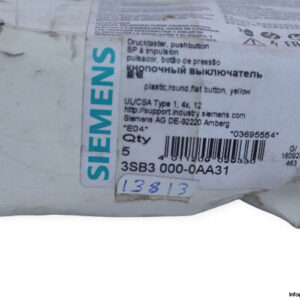 SIEMENS
Drucktaster, pushbutton
BP à impulsion
pulsador, botão de pressão
КНОПОЧНЫЙ ВЫКЛЮЧАТЕЛЬ
plastic,round,flat button, yellow
UL/CSA Type 1, 4x, 12
http://support.industry.siemens.com
Siemens AG DE-92220 Amberg
"E04"
"03695554"
Qty
5
3SB3 000-0AA31
GI
463
13813